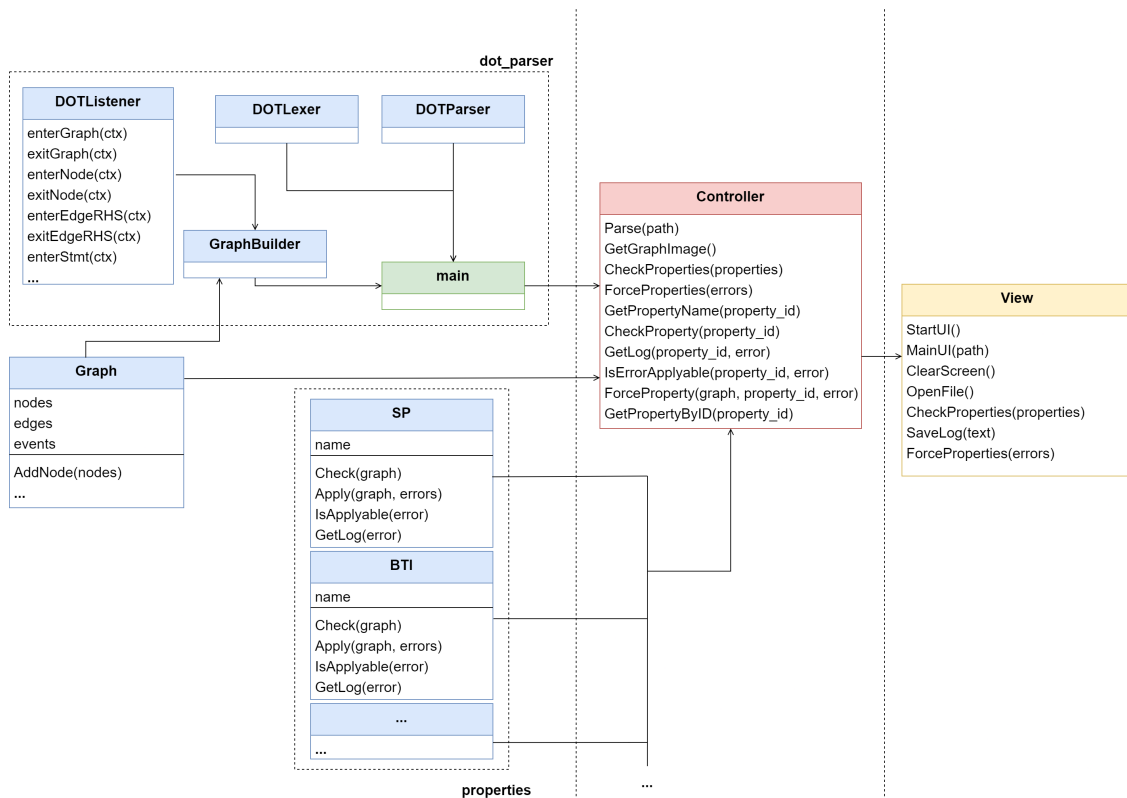 dot_parser
DOTListener
enterGraph(ctx)
exitGraph(ctx)
enterNode(ctx)
exitNode(ctx)
enterEdgeRHS(ctx)
exitEdgeRHS(ctx)
enterStmt(ctx)
...
DOTLexer
DOTParser
GraphBuilder
main
Graph
nodes
edges
events
AddNode(nodes)
...
SP
name
Check(graph)
Apply(graph, errors)
IsApplyable(error)
GetLog(error)
BTI
name
Check(graph)
Apply(graph, errors)
IsApplyable(error)
GetLog(error)
...
...
properties
...
Controller
Parse(path)
GetGraphImage()
CheckProperties(properties)
ForceProperties(errors)
GetPropertyName(property_id)
CheckProperty(property_id)
GetLog(property_id, error)
IsErrorApplyable(property_id, error)
ForceProperty(graph, property_id, error)
GetPropertyByID(property_id)
View
StartUI()
MainUI(path)
ClearScreen()
OpenFile()
CheckProperties(properties)
SaveLog(text)
ForceProperties(errors)